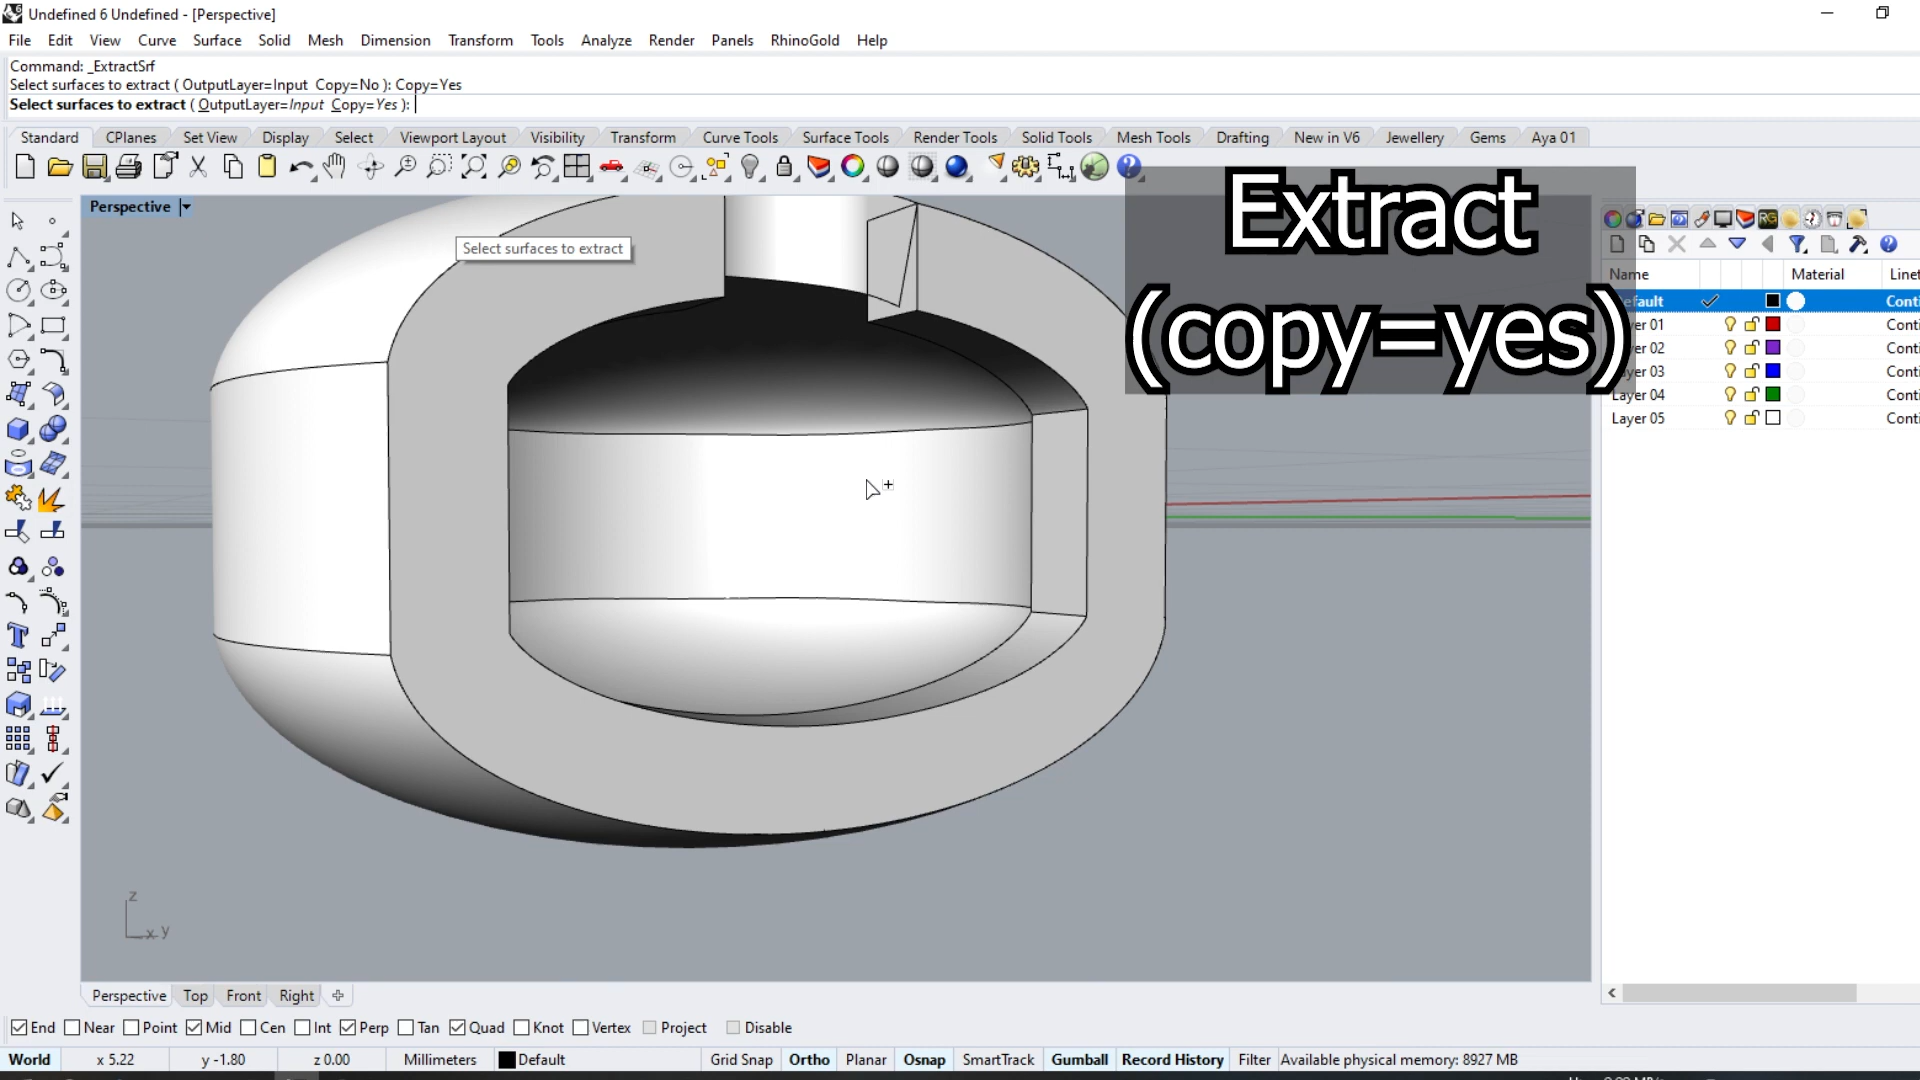 Undefined 6 Undefined - [Perspective]
File Edit View Curve Surface Solid Mesh Dimension Transform Tools Analyze Render Panels RhinoGold Help
Command: _ExtractSrf
Select surfaces to extract ( OutputLayer=Input Copy=No ): Copy=Yes
Select surfaces to extract ( OutputLayer=Input Copy=Yes ):
Standard CPlanes Set View Display Select Viewport Layout Visibility Transform Curve Tools Surface Tools Render Tools Solid Tools Mesh Tools Drafting New in V6 Jewellery Gems Aya 01
Perspective
Select surfaces to extract
Extract
(copy=yes)
Name Material Linet
efault Conti
er 01 Conti
er 02 Conti
er 03 Conti
Layer 04 Conti
Layer 05 Conti
z
x y
Perspective Top Front Right
End Near Point Mid Cen Int Perp Tan Quad Knot Vertex Project Disable
World x 5.22 y -1.80 z 0.00 Millimeters Default Grid Snap Ortho Planar Osnap SmartTrack Gumball Record History Filter Available physical memory: 8927 MB